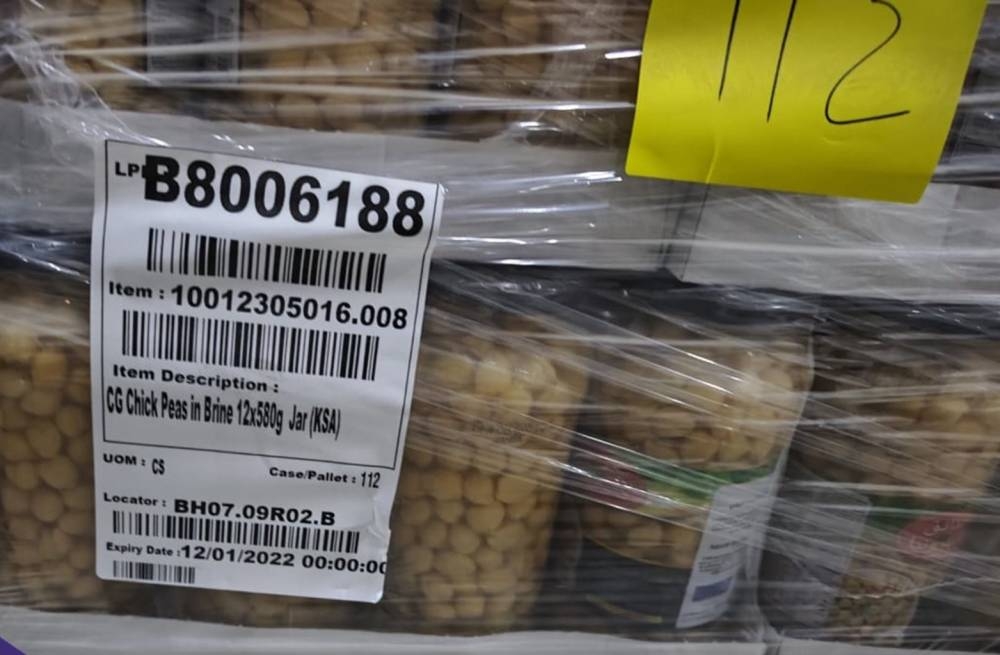 112
LP
B8006188
Item : 10012305016.008
Item Description :
CG Chick Peas in Brine 12x580g Jar (KSA)
UOM : CS
Case/Pallet : 112
Locator : BH07.09R02.B
Expiry Date : 12/01/2022 00:00:00